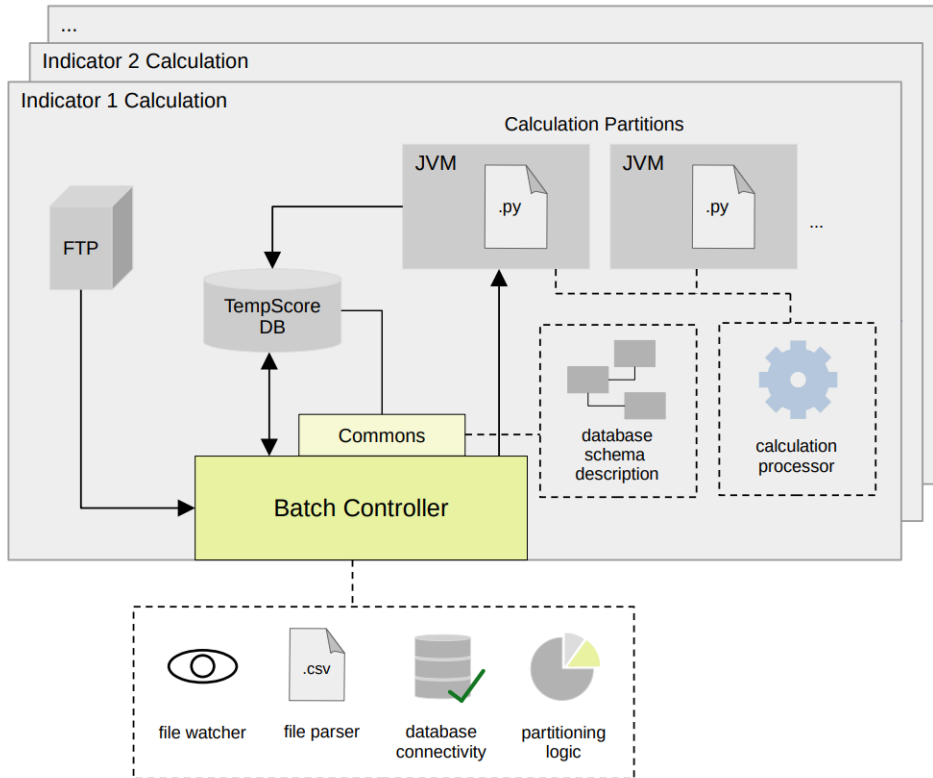 ...
Indicator 2 Calculation
Indicator 1 Calculation
Calculation Partitions
JVM
.py
JVM
.py
...
FTP
TempScore
DB
Commons
Batch Controller
database
schema
description
calculation
processor
.csv
file watcher
file parser
database
connectivity
partitioning
logic